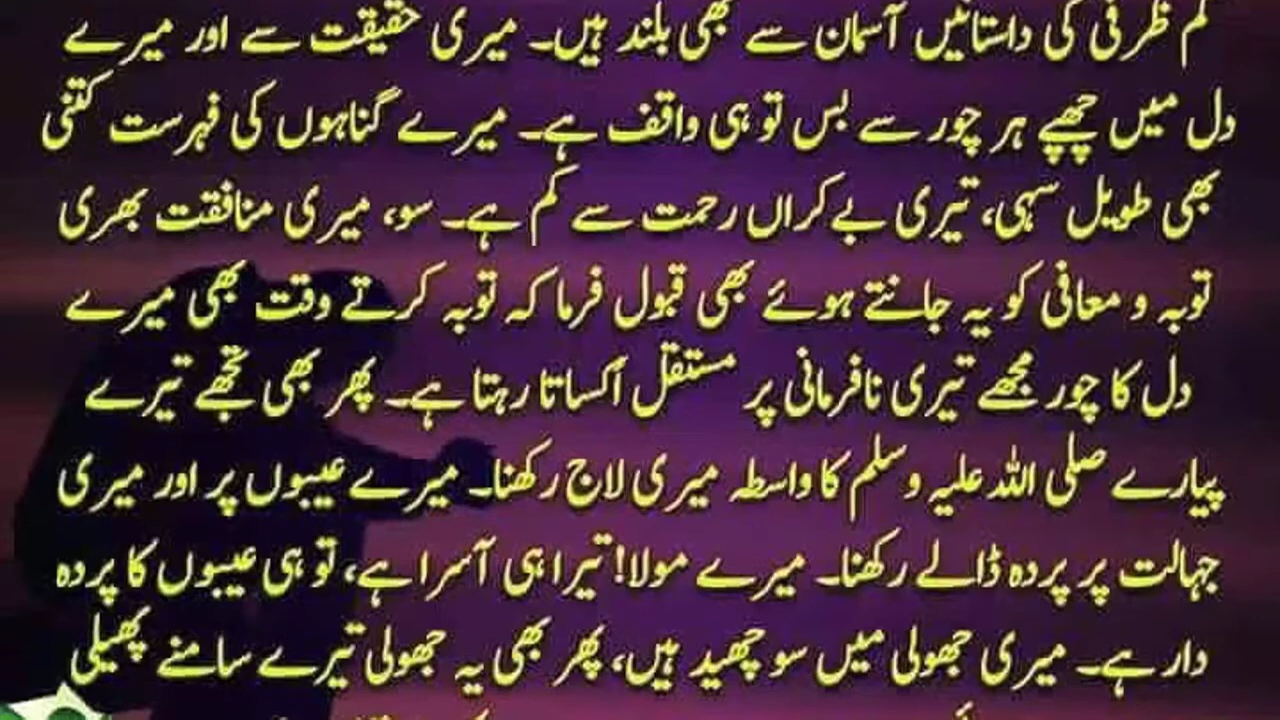 کم ظرفی کی داستانیں آسمان سے بھی بلند ہیں۔ میری حقیقت سے اور میرے
دل میں چھپے ہر چور سے بس تو ہی واقف ہے۔ میرے گناہوں کی فہرست کتنی
بھی طویل سہی، تیری بے کراں رحمت سے کم ہے۔ سو، میری منافقت بھری
توبہ و معافی کو یہ جانتے ہوئے بھی قبول فرما کہ توبہ کرتے وقت بھی میرے
دل کا چور مجھے تیری نافرمانی پر مستقل اُکساتا رہتا ہے۔ پھر بھی تجھے تیرے
پیارے صلی اللہ علیہ وسلم کا واسطہ میری لاج رکھنا۔ میرے عیبوں پر اور میری
جہالت پر پردہ ڈالے رکھنا۔ میرے مولا! تیرا ہی آسرا ہے، تو ہی عیبوں کا پردہ
دار ہے۔ میری جھولی میں سو چھید ہیں، پھر بھی یہ جھولی تیرے سامنے پھیلی